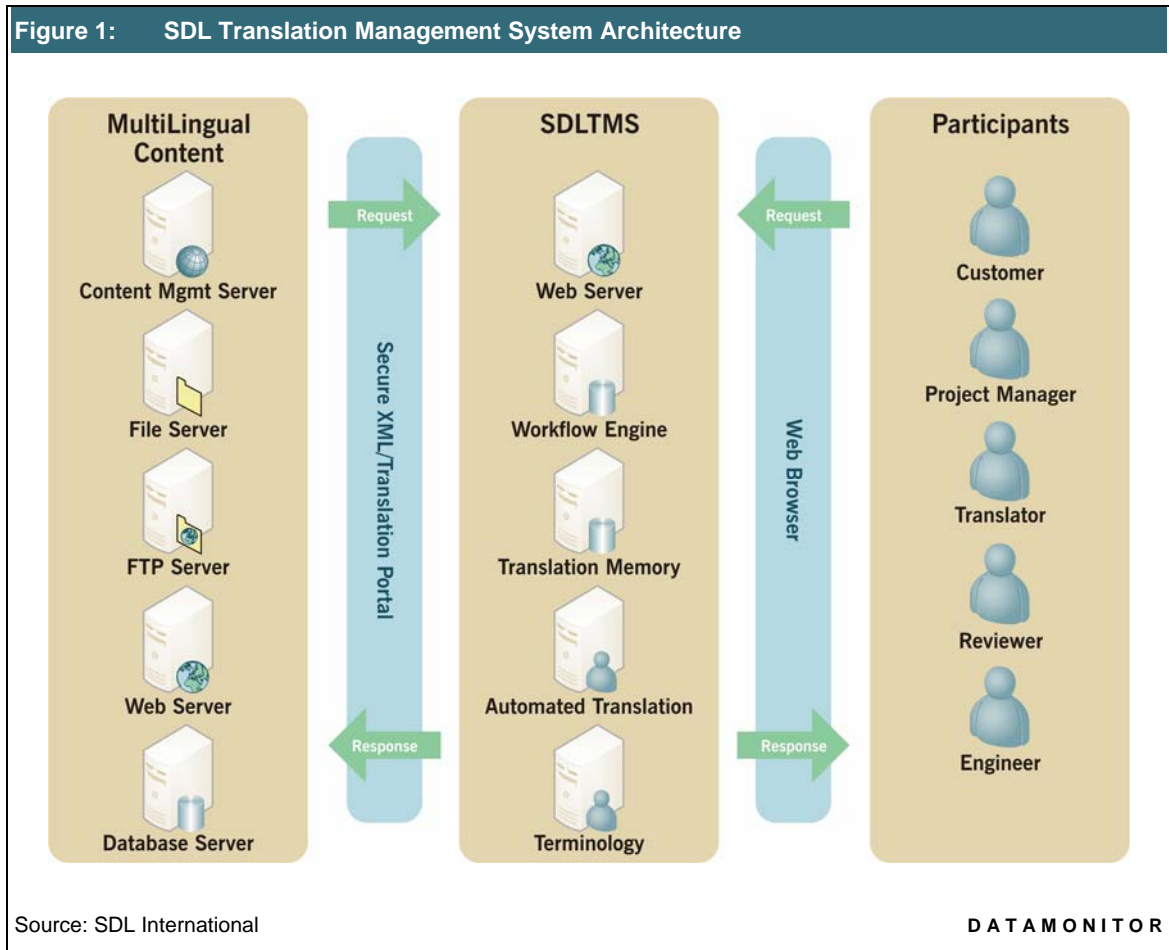 Figure 1: SDL Translation Management System Architecture
MultiLingual
Content
Content Mgmt Server
File Server
FTP Server
Web Server
Database Server
Request
Secure XML/Translation Portal
Response
SDLTMS
Web Server
Workflow Engine
Translation Memory
Automated Translation
Terminology
Request
Web Browser
Response
Participants
Customer
Project Manager
Translator
Reviewer
Engineer
Source: SDL International
DATAMONITOR